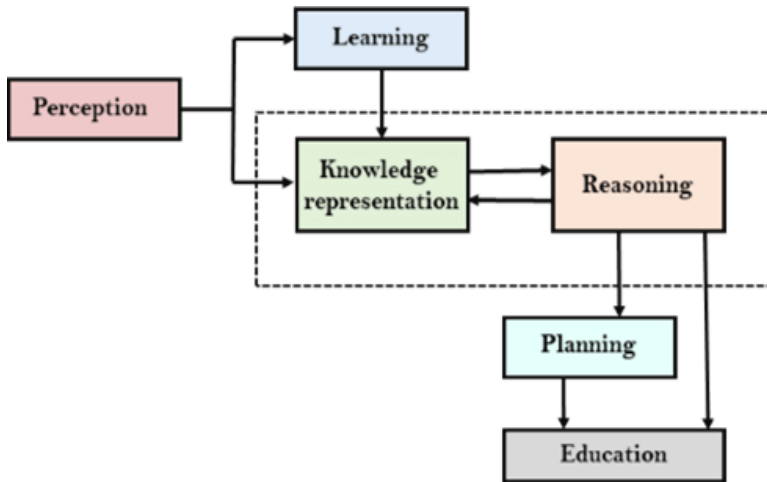 Learning
Perception
Knowledge
representation
Reasoning
Planning
Education